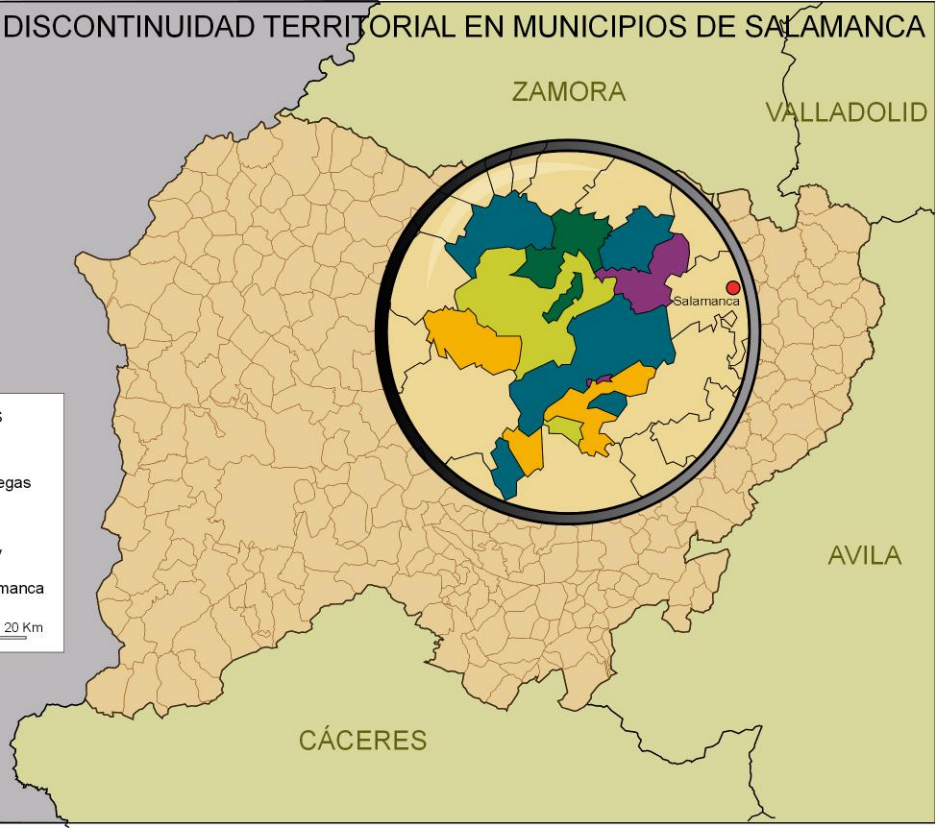 DISCONTINUIDAD TERRITORIAL EN MUNICIPIOS DE SALAMANCA
ZAMORA
VALLADOLID
Salamanca
AVILA
20 Km
CÁCERES